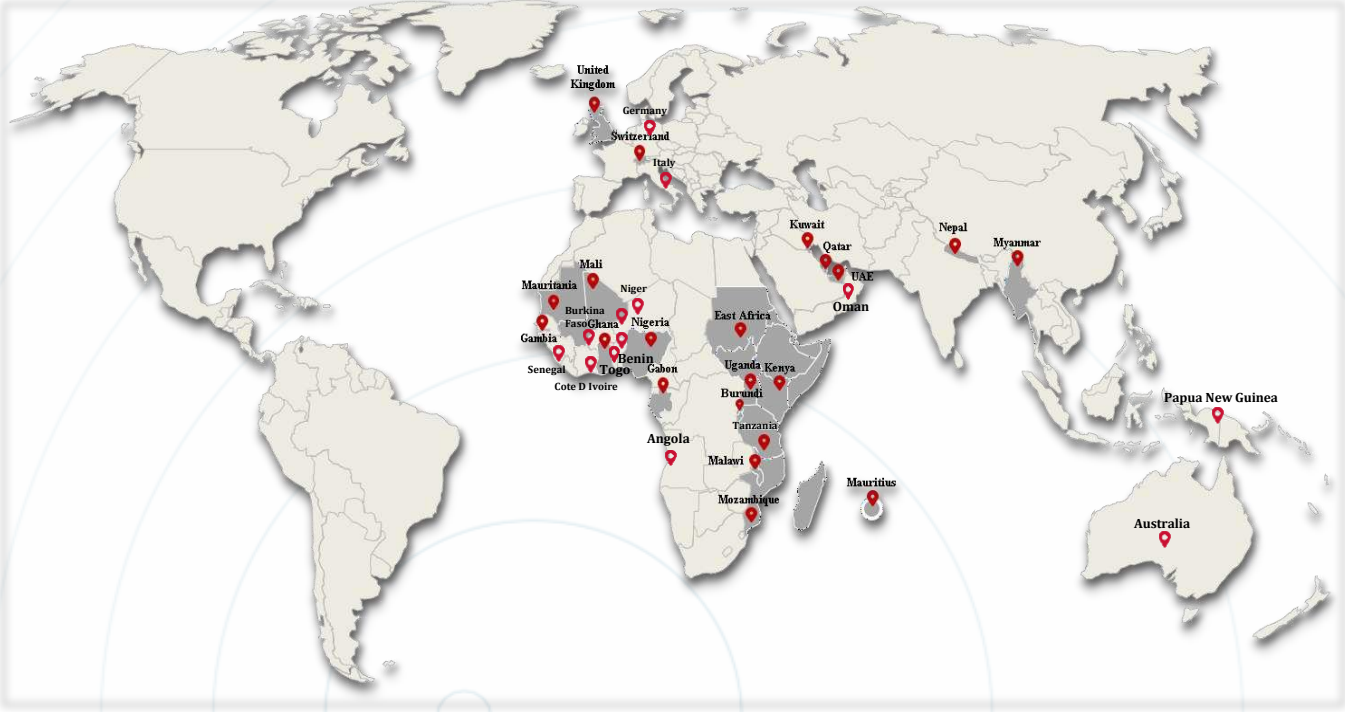 United
Kingdom
Germany
Switzerland
Italy
Kuwait
Qatar
UAE
Oman
Nepal
Myanmar
Mali
Mauritania
Niger
Burkina
Faso
Ghana
Nigeria
Gambia
Benin
Senegal
Togo
Gabon
Cote D Ivoire
East Africa
Uganda
Kenya
Burundi
Tanzania
Angola
Malawi
Mozambique
Mauritius
Papua New Guinea
Australia